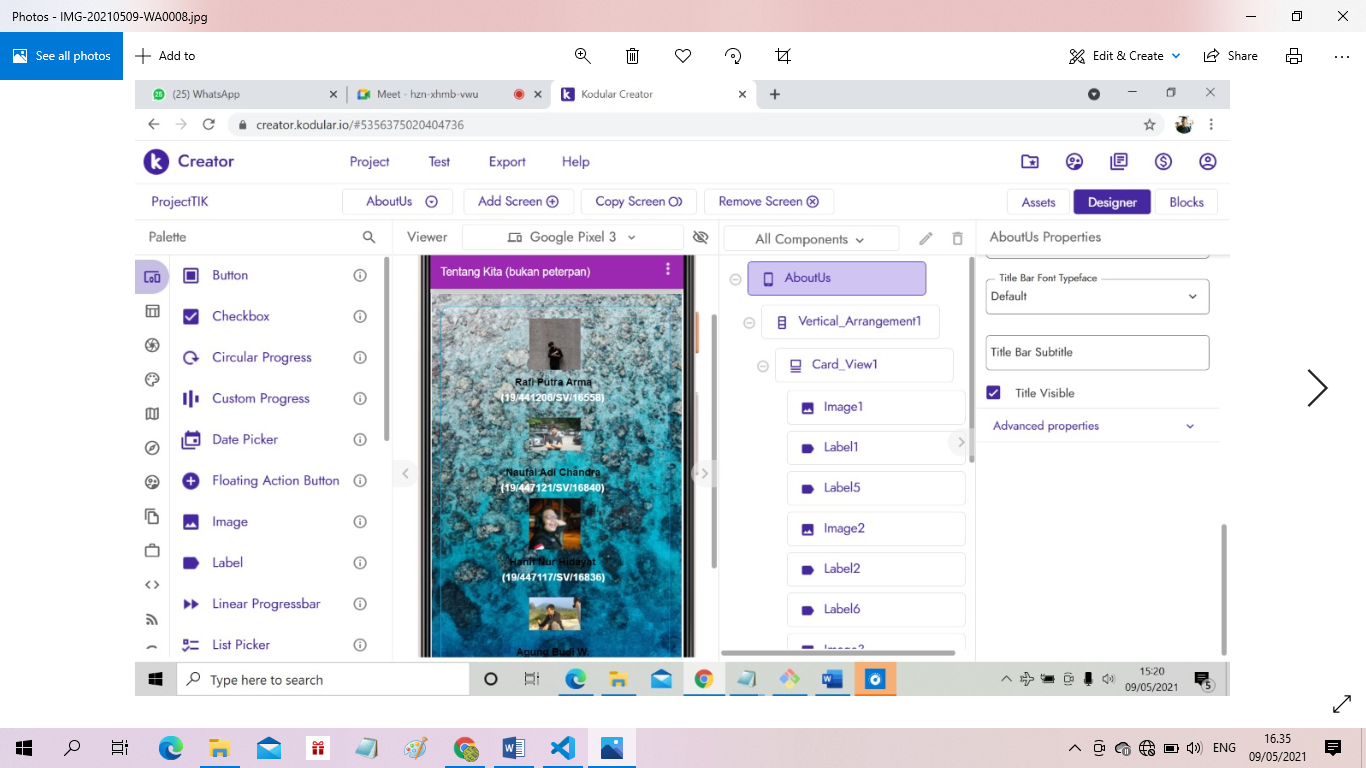 Photos - IMG-20210509-WA0008.jpg
See all photos
Add to
Edit & Create
Share
(25) WhatsApp
Meet - hzn-xhmb-vwu
Kodular Creator
creator.kodular.io/#5356375020404736
Creator
Project
Test
Export
Help
ProjectTIK
AboutUs
Add Screen
Copy Screen
Remove Screen
Assets
Designer
Blocks
Palette
Viewer
Google Pixel 3
All Components
AboutUs Properties
Button
Checkbox
Circular Progress
Custom Progress
Date Picker
Floating Action Button
Image
Label
Linear Progressbar
List Picker
Tentang Kita (bukan peterpan)
Rafi Putra Arma
(19/441206/SV/16558)
Naufal Adi Chandra
(19/447121/SV/16840)
Hanif Nur Hidayat
(19/447117/SV/16836)
Agung Budi W.
AboutUs
Vertical_Arrangement1
Card_View1
Image1
Label1
Label5
Image2
Label2
Label6
Title Bar Font Typeface
Default
Title Bar Subtitle
Title Visible
Advanced properties
Type here to search
15:20
09/05/2021
5
ENG
16.35
09/05/2021